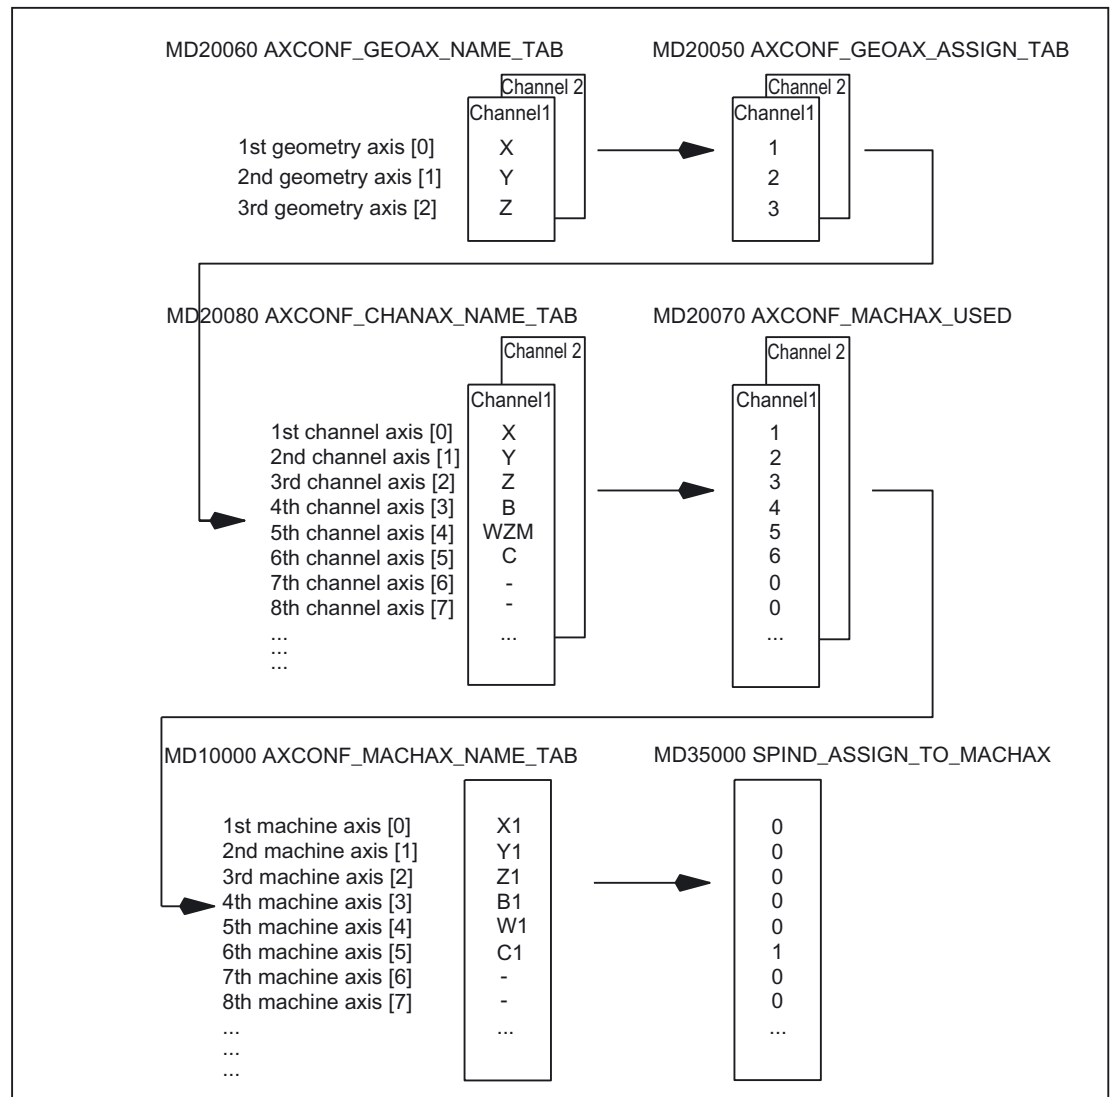 MD20060 AXCONF_GEOAX_NAME_TAB MD20050 AXCONF_GEOAX_ASSIGN_TAB
Channel 2 Channel 2
Channel1 Channel1
1st geometry axis [0] X 1
2nd geometry axis [1] Y 2
3rd geometry axis [2] Z 3
MD20080 AXCONF_CHANAX_NAME_TAB MD20070 AXCONF_MACHAX_USED
Channel 2 Channel 2
Channel1 Channel1
1st channel axis [0] X 1
2nd channel axis [1] Y 2
3rd channel axis [2] Z 3
4th channel axis [3] B 4
5th channel axis [4] WZM 5
6th channel axis [5] C 6
7th channel axis [6] - 0
8th channel axis [7] - 0
... ... ...
...
...
MD10000 AXCONF_MACHAX_NAME_TAB MD35000 SPIND_ASSIGN_TO_MACHAX
1st machine axis [0] X1 0
2nd machine axis [1] Y1 0
3rd machine axis [2] Z1 0
4th machine axis [3] B1 0
5th machine axis [4] W1 0
6th machine axis [5] C1 1
7th machine axis [6] - 0
8th machine axis [7] - 0
... ... ...
...
...